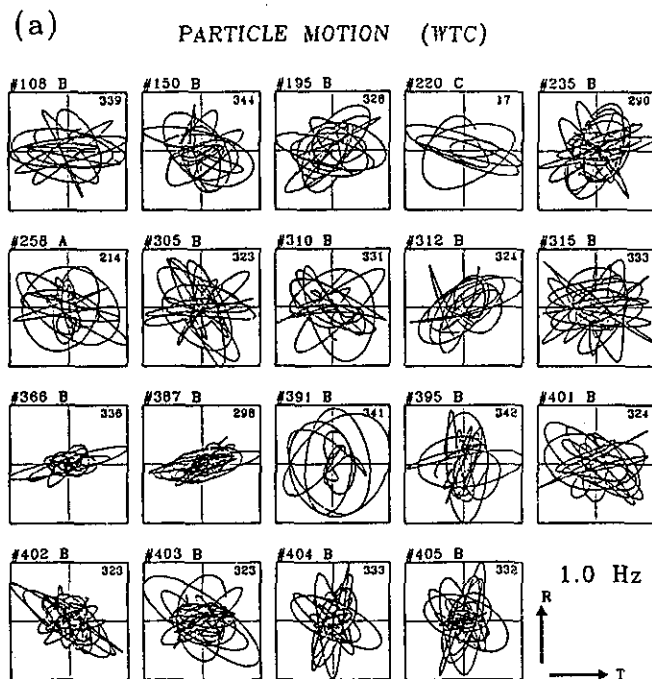 (a)
PARTICLE MOTION (WTC)
#108 B #150 B #195 B #220 C #235 B
339 344 328 17 290
#258 A #305 B #310 B #312 B #315 B
214 323 331 324 333
#366 B #387 B #391 B #395 B #401 B
336 298 341 342 324
#402 B #403 B #404 B #405 B
323 323 333 332
1.0 Hz
R
T